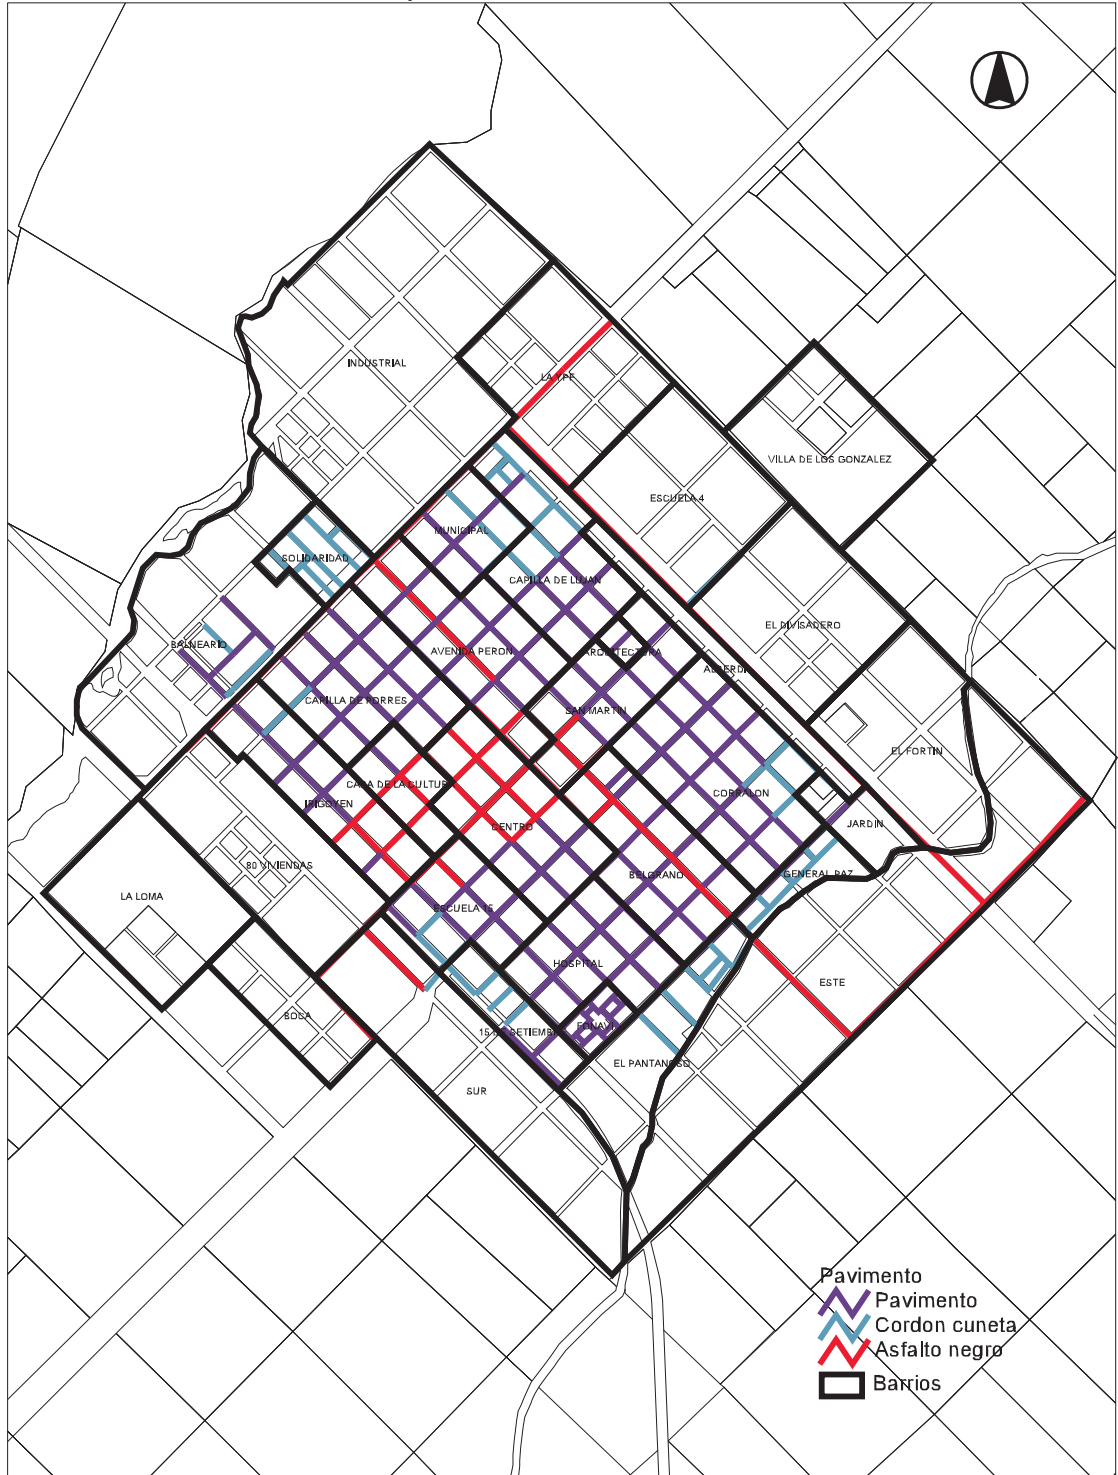 INDUSTRIAL
LA YPF
VILLA DE LOS GONZALEZ
ESCUELA 4
MUNICIPAL
SOLIDARIDAD
CAPILLA DE LUJAN
EL DIVISADERO
BALNEARIO
AVENIDA PERON
ARQUITECTURA
ALBERDI
CAPILLA DE PORRES
SAN MARTIN
EL FORTIN
CASA DE LA CULTURA
CORRALON
IRIGOYEN
CENTRO
JARDIN
80 VIVIENDAS
BELGRANO
GENERAL PAZ
LA LOMA
ESCUELA 16
HOSPITAL
ESTE
BOCA
15 DE SETIEMBRE
FONAVI
EL PANTANOSO
SUR
Pavimento
Pavimento
Cordon cuneta
Asfalto negro
Barrios